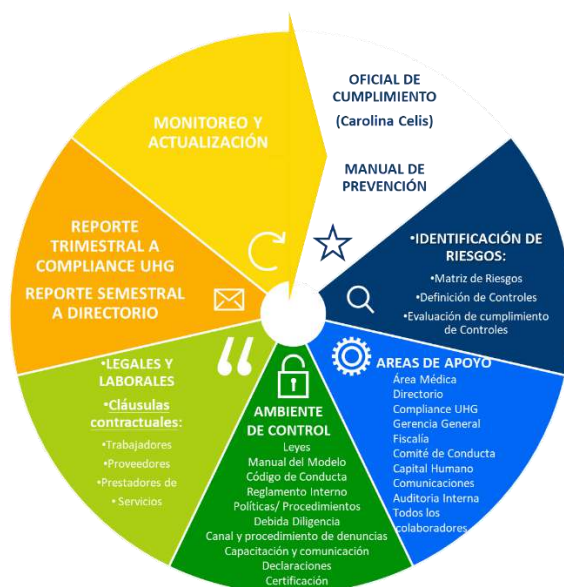 OFICIAL DE
CUMPLIMIENTO
(Carolina Celis)
MANUAL DE
PREVENCIÓN
•IDENTIFICACIÓN DE
RIESGOS:
•Matriz de Riesgos
•Definición de Controles
•Evaluación de cumplimiento
de Controles
AREAS DE APOYO
Área Médica
Directorio
Compliance UHG
Gerencia General
Fiscalía
Comité de Conducta
Capital Humano
Comunicaciones
Auditoria Interna
Todos los
colaboradores
AMBIENTE
DE CONTROL
Leyes
Manual del Modelo
Código de Conducta
Reglamento Interno
Políticas/ Procedimientos
Debida Diligencia
Canal y procedimiento de denuncias
Capacitación y comunicación
Declaraciones
Certificación
•LEGALES Y
LABORALES
•Cláusulas
contractuales:
•Trabajadores
•Proveedores
•Prestadores de
• Servicios
REPORTE
TRIMESTRAL A
COMPLIANCE UHG
REPORTE SEMESTRAL
A DIRECTORIO
MONITOREO Y
ACTUALIZACIÓN